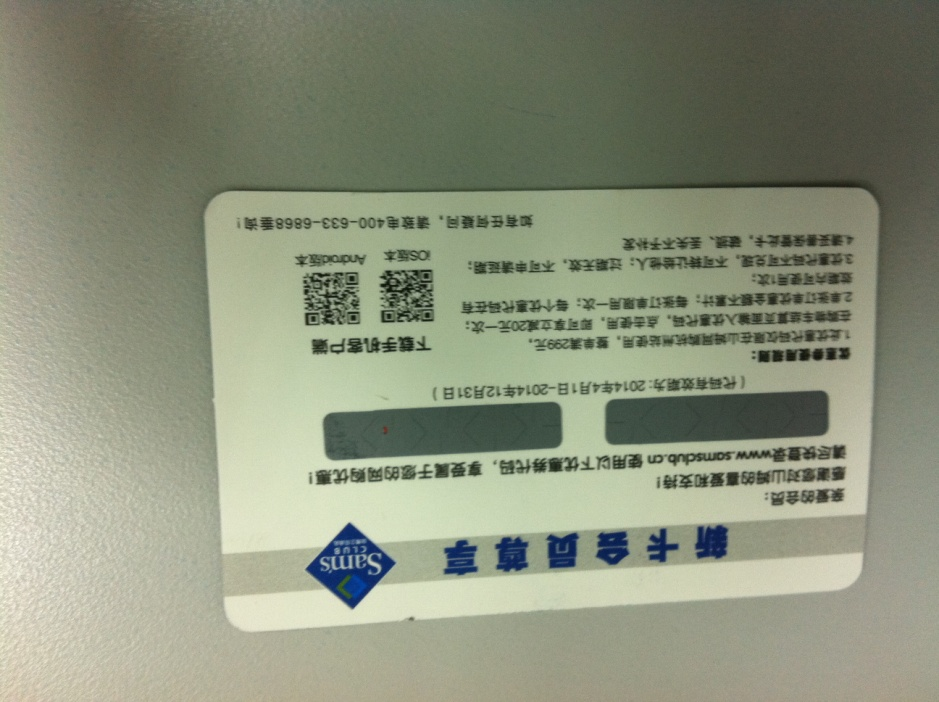 新卡会员尊享
Sam's
CLUB
山姆会员商店
亲爱的会员：
感谢您对山姆的喜爱和支持！
请尽快登录www.samsclub.cn 使用以下优惠券代码，享受属于您的网购网优惠！
（代码有效期为：2014年4月1日-2014年12月31日）
优惠券使用规则：
1.此优惠代码仅限在山姆网购网使用，整单满299元，
在购物车结算页面输入优惠代码，点击使用，即可享立减20元一次；
2.单张订单优惠金额不累计；每张订单限用一次；每个优惠代码在有
效期内可使用1次；
3.优惠代码不可兑现，不可转让给他人；过期无效，不可申请延期；
4.请妥善保管此卡，破损、丢失不予补发
下载手机客户端
iOS版本
Android版本
如有任何疑问，请致电400-633-6868垂询！